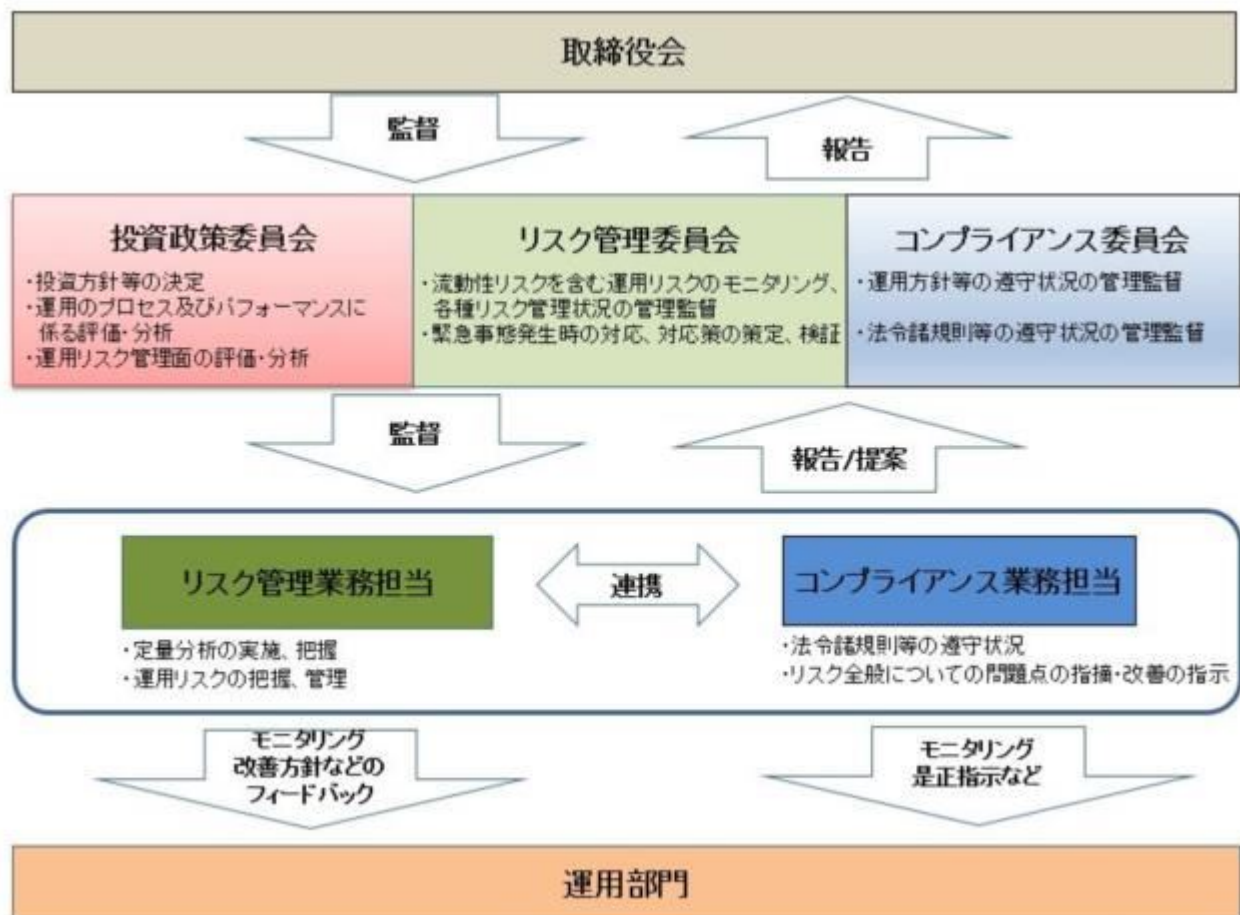 取締役会
監督
報告
投資政策委員会
・投資方針等の決定
・運用のプロセス及びパフォーマンスに
係る評価・分析
・運用リスク管理面の評価・分析
リスク管理委員会
・流動性リスクを含む運用リスクのモニタリング、
各種リスク管理状況の管理監督
・緊急事態発生時の対応、対応策の策定、検証
コンプライアンス委員会
・運用方針等の遵守状況の管理監督
・法令諸規則等の遵守状況の管理監督
監督
報告/提案
リスク管理業務担当
・定量分析の実施、把握
・運用リスクの把握、管理
連携
コンプライアンス業務担当
・法令諸規則等の遵守状況
・リスク全般についての問題点の指摘・改善の指示
モニタリング
改善方針などの
フィードバック
モニタリング
是正指示など
運用部門